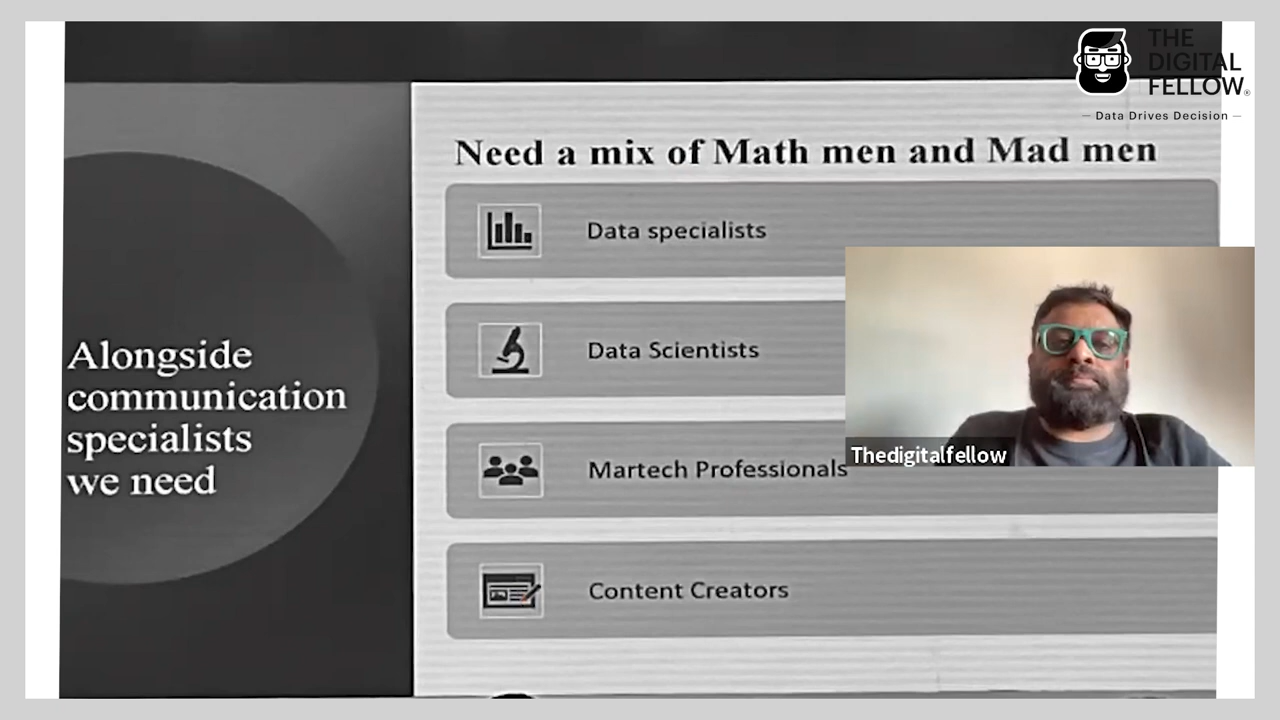 THE
DIGITAL
FELLOW®
Data Drives Decision
Need a mix of Math men and Mad men
Alongside
communication
specialists
we need
Data specialists
Data Scientists
Martech Professionals
Content Creators
Thedigitalfellow